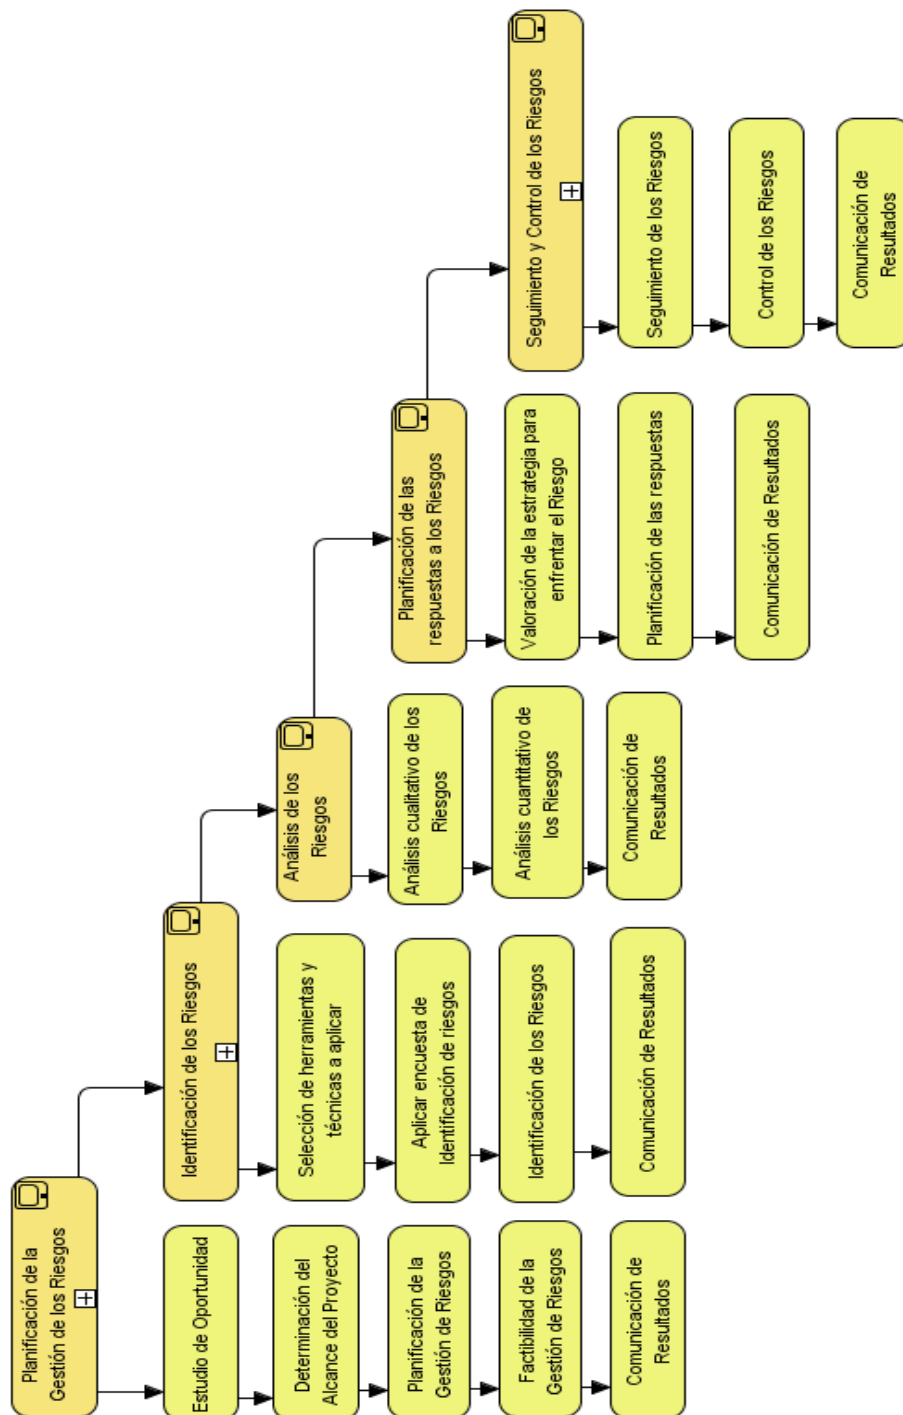 Planificación de la
Gestión de los Riesgos
Estudio de Oportunidad
Determinación del
Alcance del Proyecto
Planificación de la
Gestión de Riesgos
Factibilidad de la
Gestión de Riesgos
Comunicación de
Resultados
Identificación de los Riesgos
Selección de herramientas y
técnicas a aplicar
Aplicar encuesta de
Identificación de riesgos
Identificación de los Riesgos
Comunicación de Resultados
Análisis de los
Riesgos
Análisis cualitativo de los
Riesgos
Análisis cuantitativo de
los Riesgos
Comunicación de
Resultados
Planificación de las
respuestas a los Riesgos
Valoración de la estrategia para
enfrentar el Riesgo
Planificación de las respuestas
Comunicación de Resultados
Seguimiento y Control de los Riesgos
Seguimiento de los Riesgos
Control de los Riesgos
Comunicación de
Resultados